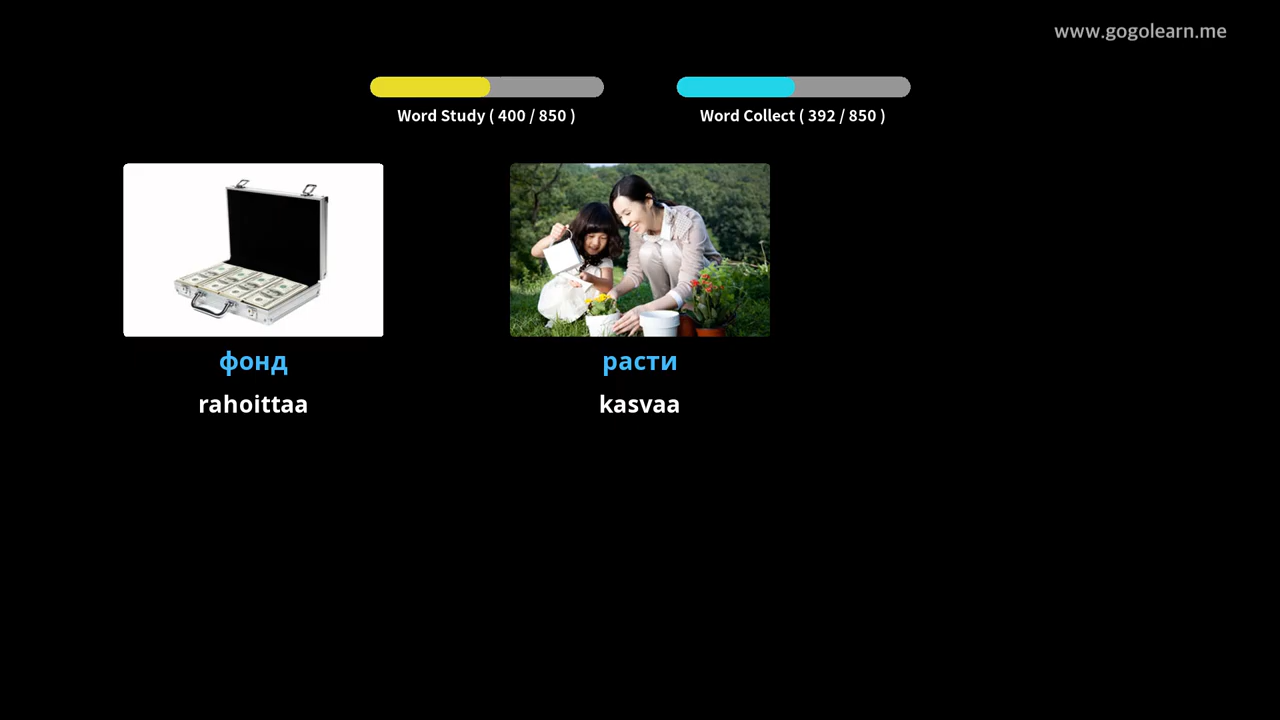 www.gogolearn.me
Word Study ( 400 / 850 )
Word Collect ( 392 / 850 )
фонд
расти
rahoittaa
kasvaa